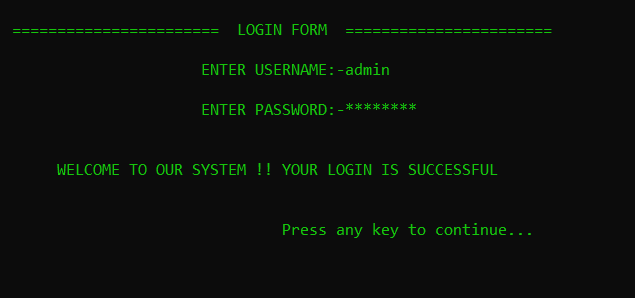 =======================  LOGIN FORM  =======================
ENTER USERNAME:-admin
ENTER PASSWORD:-********
WELCOME TO OUR SYSTEM !! YOUR LOGIN IS SUCCESSFUL
Press any key to continue...